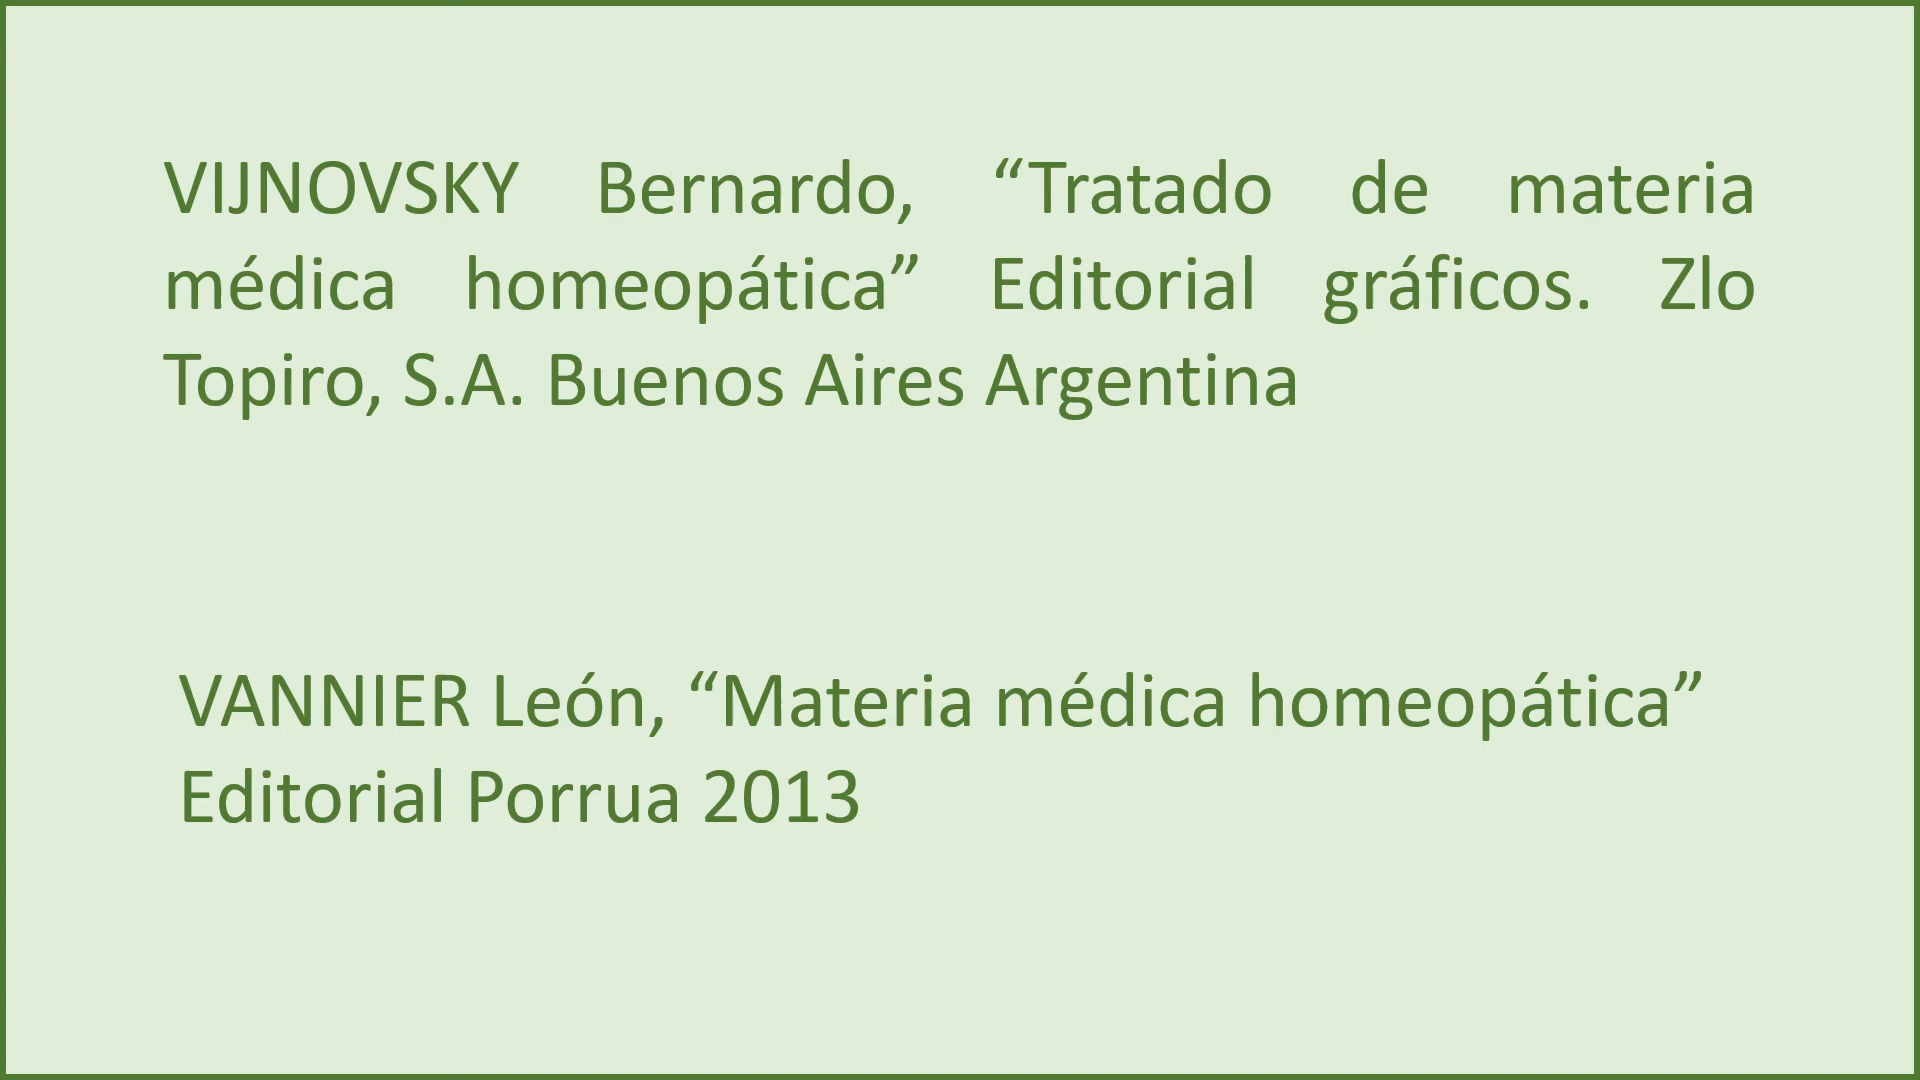 VIJNOVSKY Bernardo, “Tratado de materia
médica homeopática” Editorial gráficos. Zlo
Topiro, S.A. Buenos Aires Argentina
VANNIER León, “Materia médica homeopática”
Editorial Porrua 2013